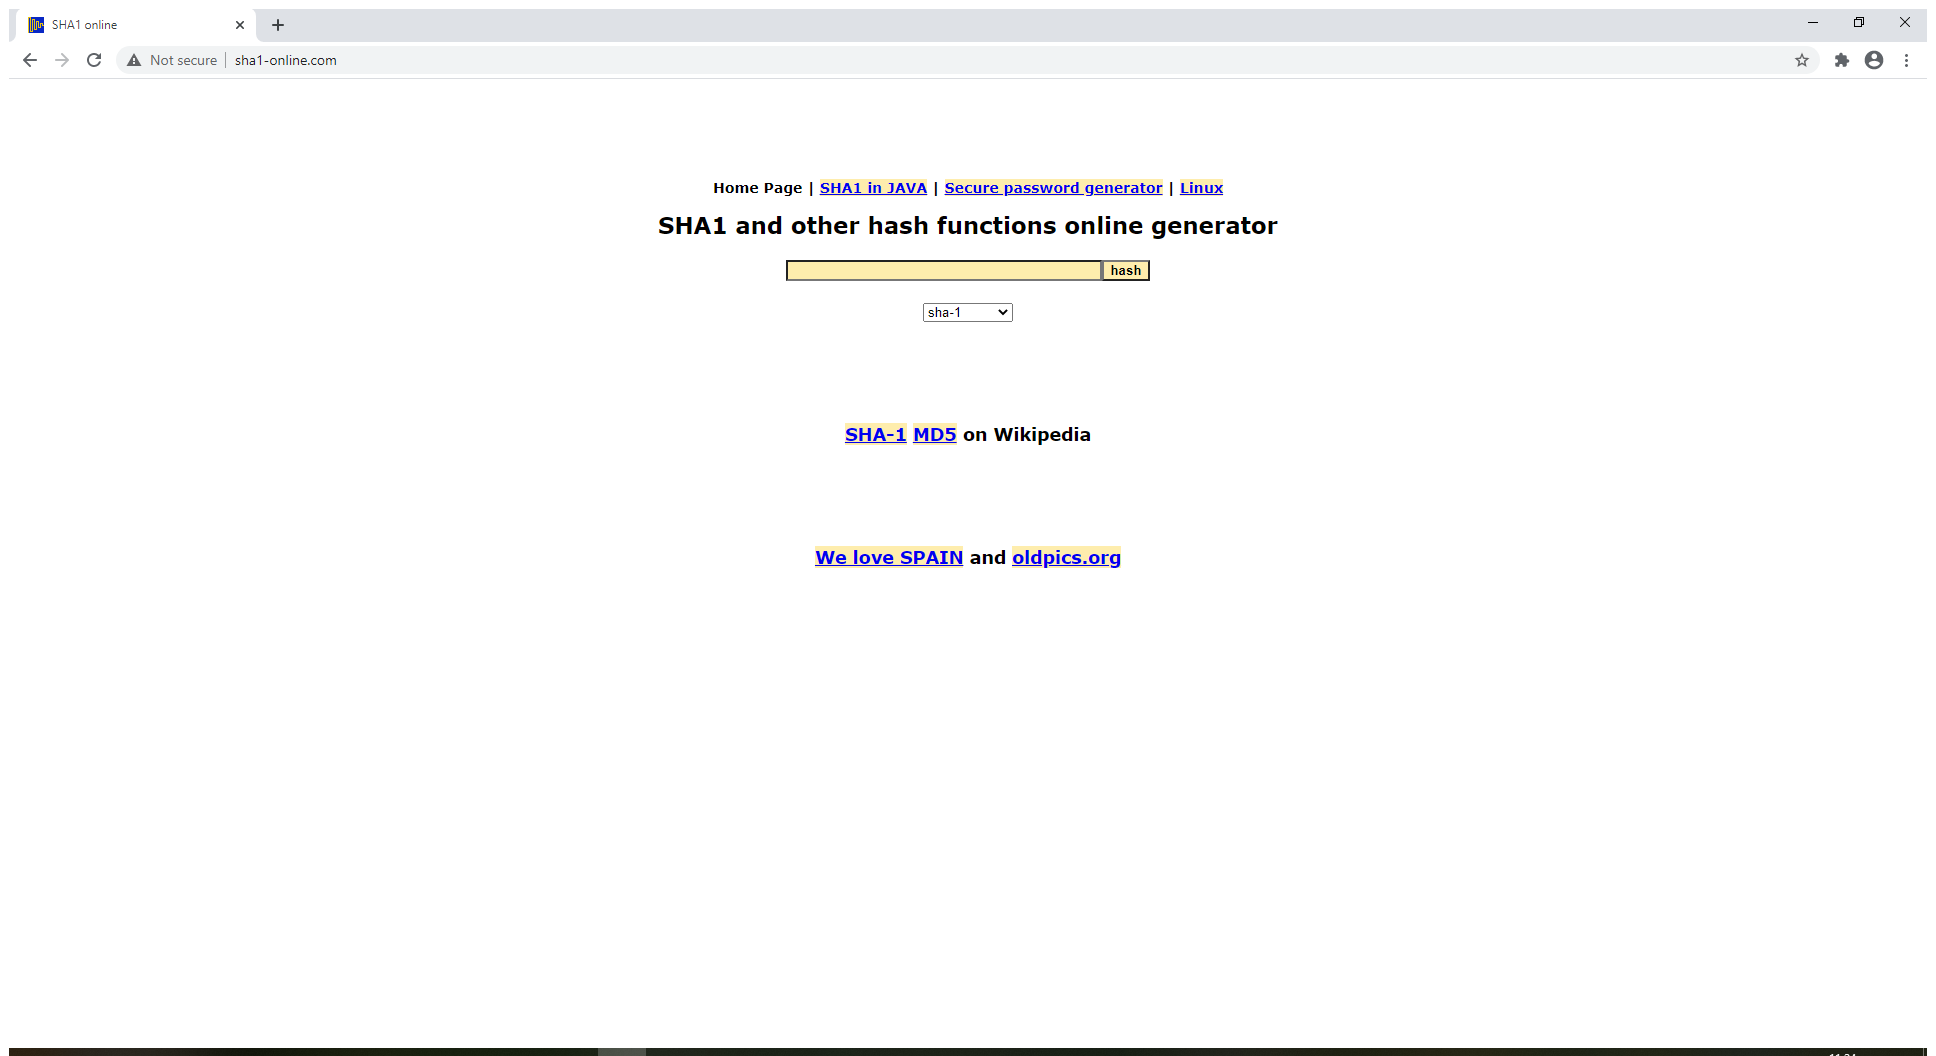 SHA1 online
Not secure | sha1-online.com
Home Page | SHA1 in JAVA | Secure password generator | Linux
SHA1 and other hash functions online generator
hash
sha-1
SHA-1 MD5 on Wikipedia
We love SPAIN and oldpics.org